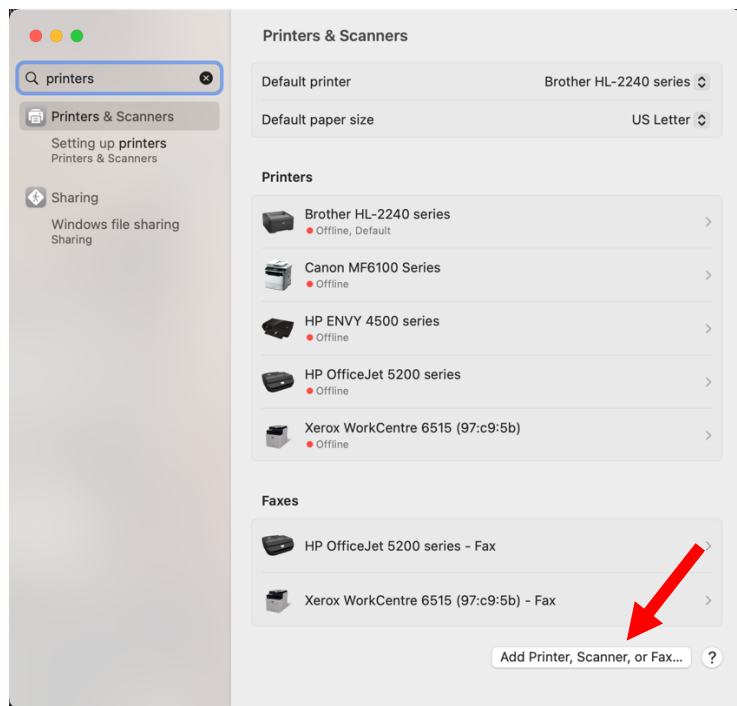 printers
Printers & Scanners
Setting up printers
Printers & Scanners
Sharing
Windows file sharing
Sharing
Printers & Scanners
Default printer Brother HL-2240 series
Default paper size US Letter
Printers
Brother HL-2240 series
Offline, Default
Canon MF6100 Series
Offline
HP ENVY 4500 series
Offline
HP OfficeJet 5200 series
Offline
Xerox WorkCentre 6515 (97:c9:5b)
Offline
Faxes
HP OfficeJet 5200 series - Fax
Xerox WorkCentre 6515 (97:c9:5b) - Fax
Add Printer, Scanner, or Fax... ?